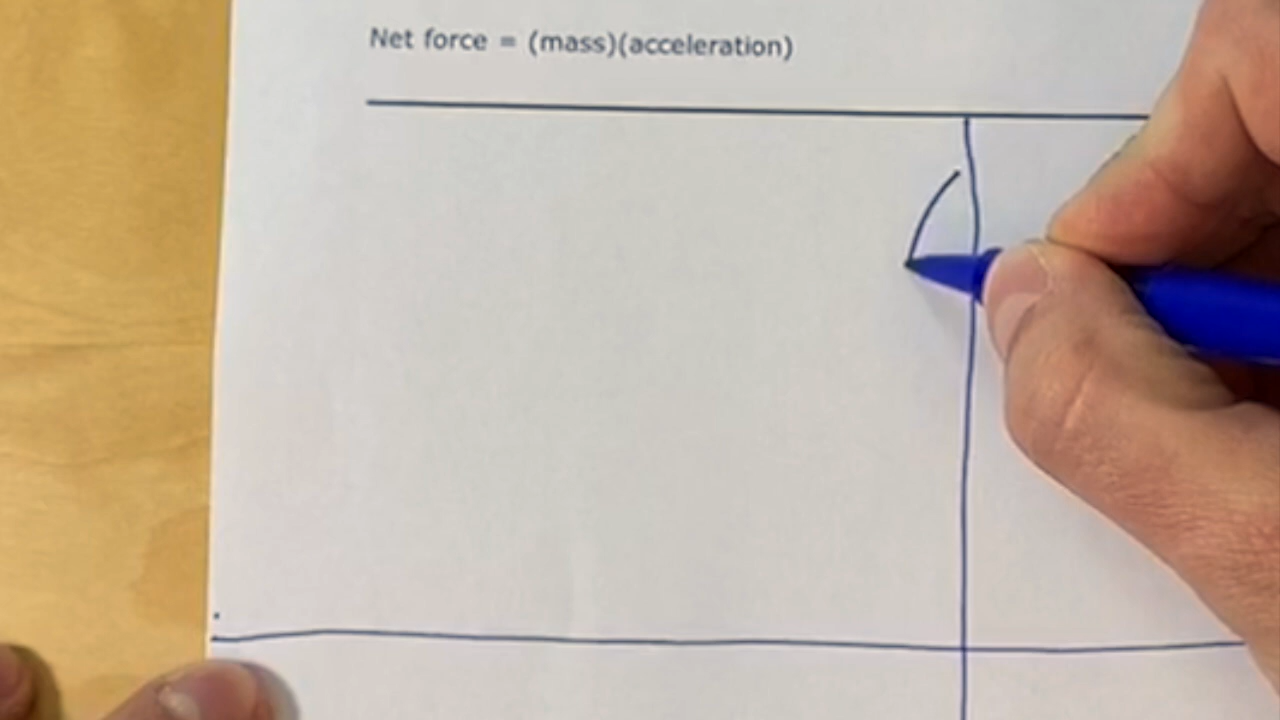 Net force = (mass)(acceleration)